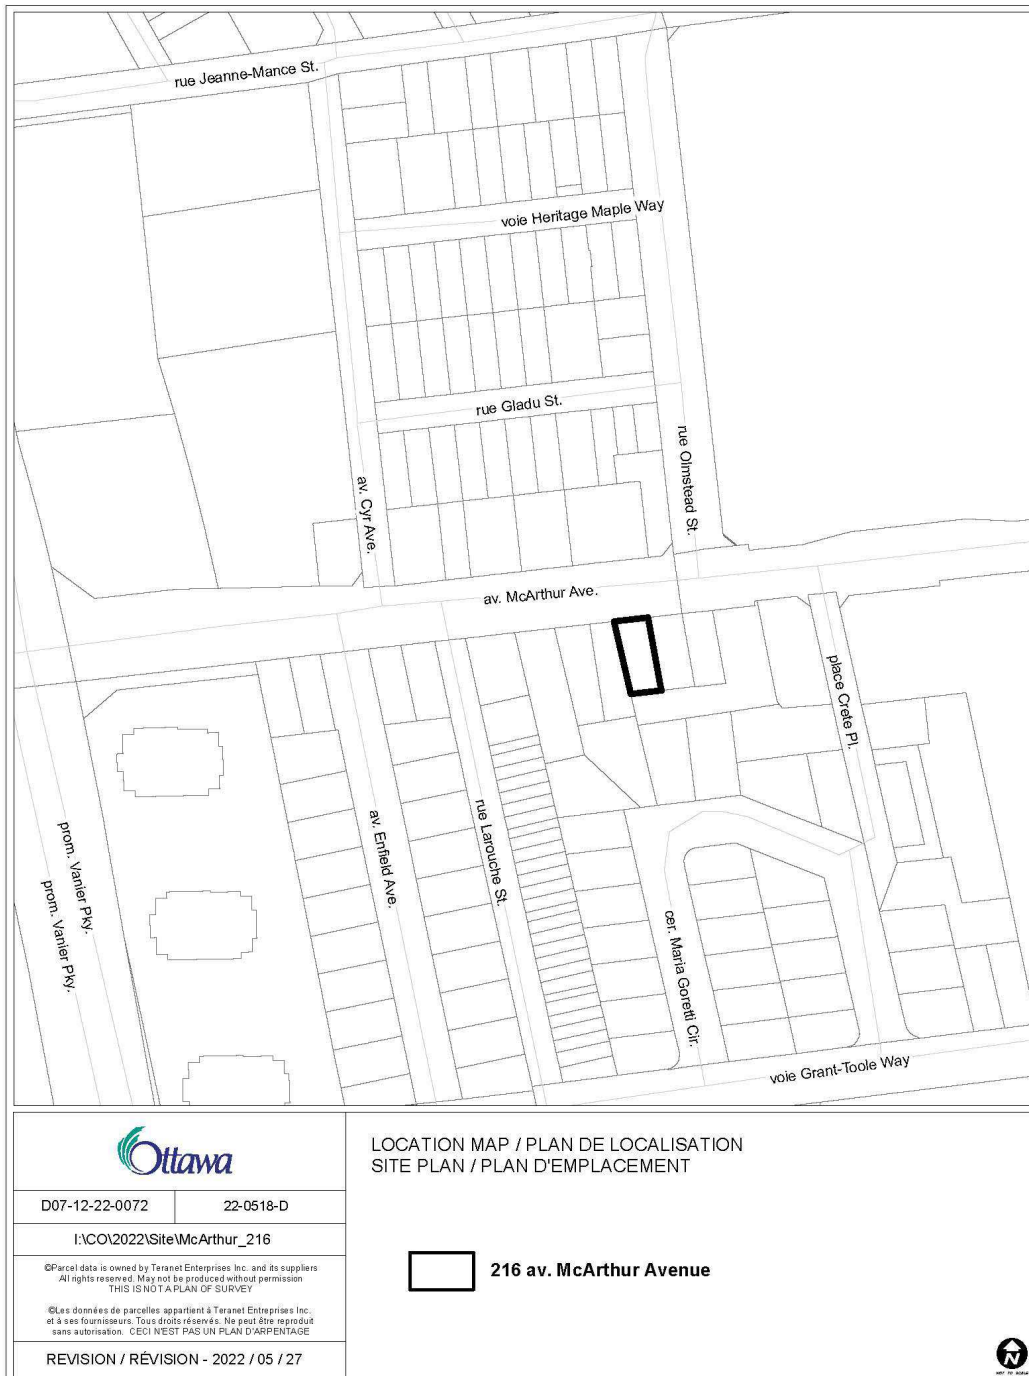 rue Jeanne-Mance St.
voie Heritage Maple Way
rue Gladu St.
rue Olmstead St.
av. Cyr Ave.
av. McArthur Ave.
place Crete Pl.
prom. Vanier Pky.
prom. Vanier Pky.
av. Enfield Ave.
rue Larouche St.
cer. Maria Goretti Cir.
voie Grant-Toole Way
Ottawa
D07-12-22-0072
22-0518-D
I:\CO\2022\Site\McArthur_216
©Parcel data is owned by Teranet Enterprises Inc. and its suppliers
All rights reserved. May not be produced without permission
THIS IS NOT A PLAN OF SURVEY
©Les données de parcelles appartient à Teranet Entreprises Inc.
et à ses fournisseurs. Tous droits réservés. Ne peut être reproduit
sans autorisation. CECI N'EST PAS UN PLAN D'ARPENTAGE
REVISION / RÉVISION - 2022 / 05 / 27
LOCATION MAP / PLAN DE LOCALISATION
SITE PLAN / PLAN D'EMPLACEMENT
216 av. McArthur Avenue
N
NOT TO SCALE